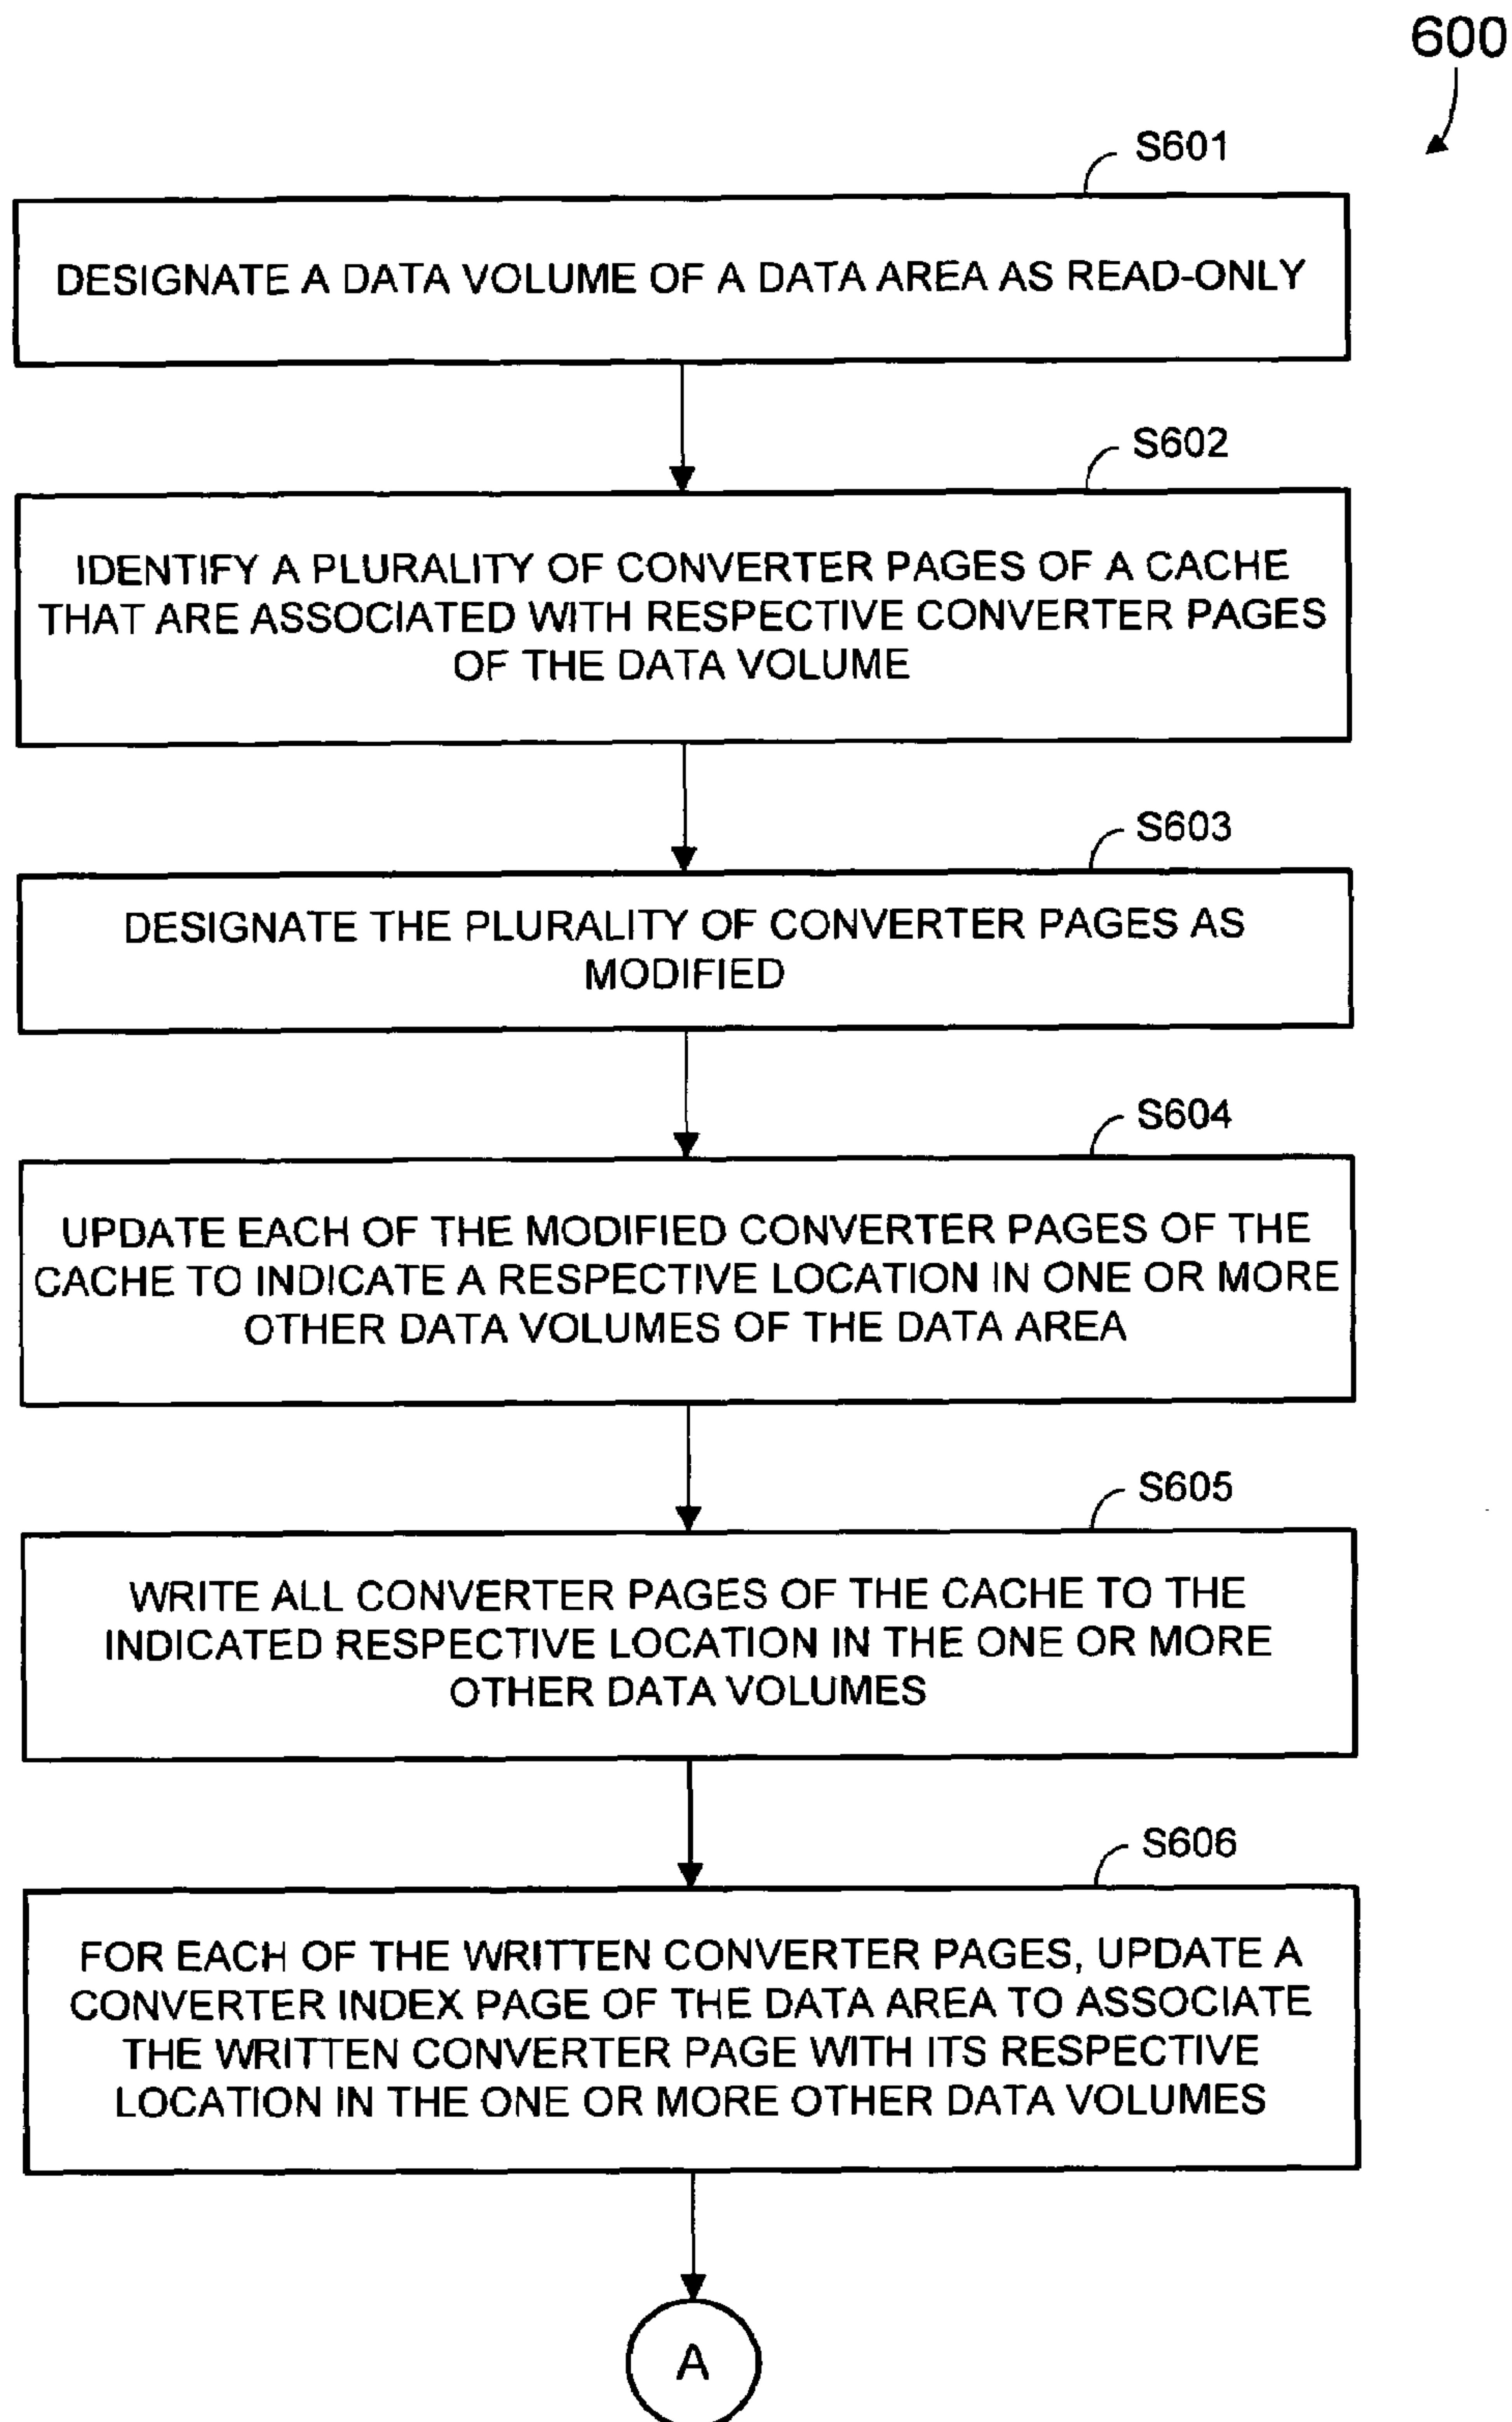 600
S601
DESIGNATE A DATA VOLUME OF A DATA AREA AS READ-ONLY
S602
IDENTIFY A PLURALITY OF CONVERTER PAGES OF A CACHE
THAT ARE ASSOCIATED WITH RESPECTIVE CONVERTER PAGES
OF THE DATA VOLUME
S603
DESIGNATE THE PLURALITY OF CONVERTER PAGES AS
MODIFIED
S604
UPDATE EACH OF THE MODIFIED CONVERTER PAGES OF THE
CACHE TO INDICATE A RESPECTIVE LOCATION IN ONE OR MORE
OTHER DATA VOLUMES OF THE DATA AREA
S605
WRITE ALL CONVERTER PAGES OF THE CACHE TO THE
INDICATED RESPECTIVE LOCATION IN THE ONE OR MORE
OTHER DATA VOLUMES
S606
FOR EACH OF THE WRITTEN CONVERTER PAGES, UPDATE A
CONVERTER INDEX PAGE OF THE DATA AREA TO ASSOCIATE
THE WRITTEN CONVERTER PAGE WITH ITS RESPECTIVE
LOCATION IN THE ONE OR MORE OTHER DATA VOLUMES
A